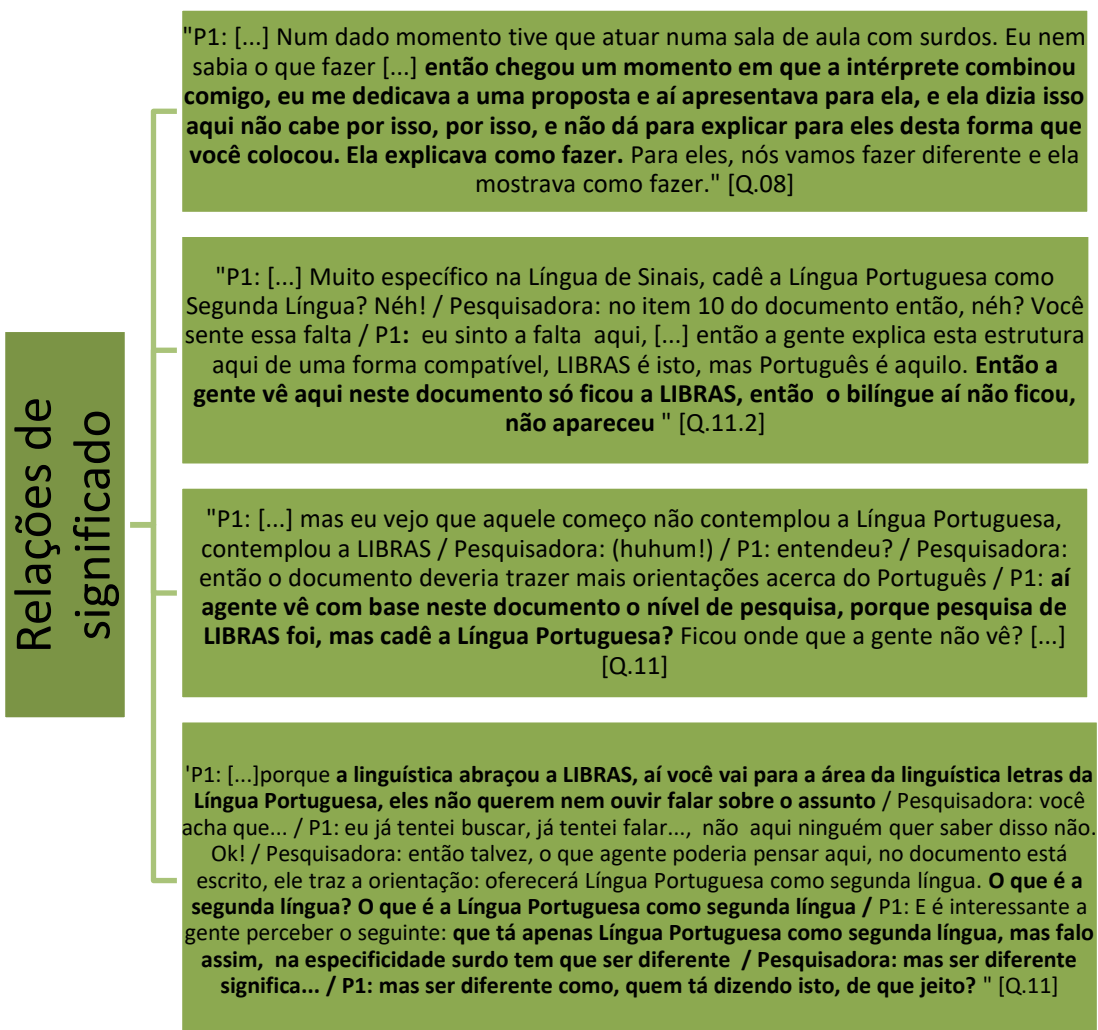 Relações de
significado
"P1: [...] Num dado momento tive que atuar numa sala de aula com surdos. Eu nem
sabia o que fazer [...] então chegou um momento em que a intérprete combinou
comigo, eu me dedicava a uma proposta e aí apresentava para ela, e ela dizia isso
aqui não cabe por isso, por isso, e não dá para explicar para eles desta forma que
você colocou. Ela explicava como fazer. Para eles, nós vamos fazer diferente e ela
mostrava como fazer." [Q.08]
"P1: [...] Muito específico na Língua de Sinais, cadê a Língua Portuguesa como
Segunda Língua? Néh! / Pesquisadora: no item 10 do documento então, néh? Você
sente essa falta / P1: eu sinto a falta aqui, [...] então a gente explica esta estrutura
aqui de uma forma compatível, LIBRAS é isto, mas Português é aquilo. Então a
gente vê aqui neste documento só ficou a LIBRAS, então o bilíngue aí não ficou,
não apareceu " [Q.11.2]
"P1: [...] mas eu vejo que aquele começo não contemplou a Língua Portuguesa,
contemplou a LIBRAS / Pesquisadora: (huhum!) / P1: entendeu? / Pesquisadora:
então o documento deveria trazer mais orientações acerca do Português / P1: aí
agente vê com base neste documento o nível de pesquisa, porque pesquisa de
LIBRAS foi, mas cadê a Língua Portuguesa? Ficou onde que a gente não vê? [...]
[Q.11]
'P1: [...]porque a linguística abraçou a LIBRAS, aí você vai para a área da linguística letras da
Língua Portuguesa, eles não querem nem ouvir falar sobre o assunto / Pesquisadora: você
acha que... / P1: eu já tentei buscar, já tentei falar..., não aqui ninguém quer saber disso não.
Ok! / Pesquisadora: então talvez, o que agente poderia pensar aqui, no documento está
escrito, ele traz a orientação: oferecerá Língua Portuguesa como segunda língua. O que é a
segunda língua? O que é a Língua Portuguesa como segunda língua / P1: E é interessante a
gente perceber o seguinte: que tá apenas Língua Portuguesa como segunda língua, mas falo
assim, na especificidade surdo tem que ser diferente / Pesquisadora: mas ser diferente
significa... / P1: mas ser diferente como, quem tá dizendo isto, de que jeito? " [Q.11]